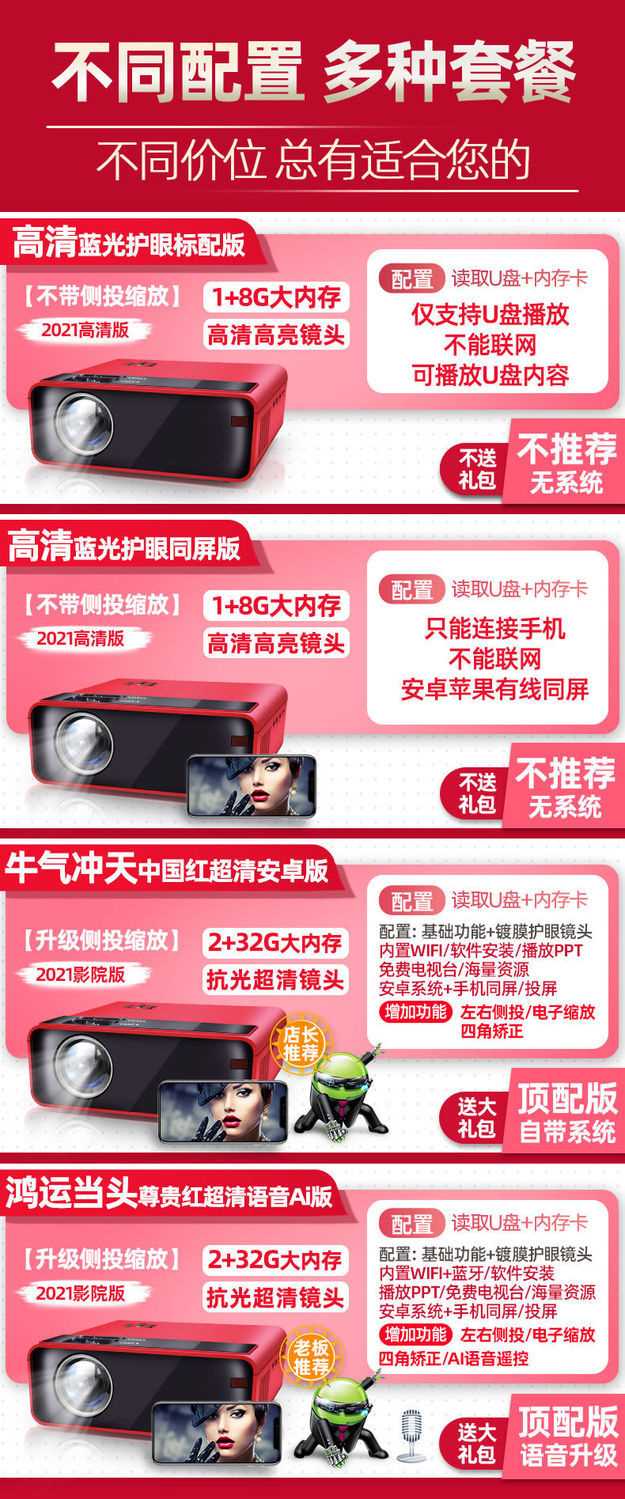 不同配置 多种套餐
不同价位 总有适合您的
高清蓝光护眼标配版
【不带侧投缩放】
2021高清版
1+8G大内存
高清高亮镜头
配置 读取U盘+内存卡
仅支持U盘播放
不能联网
可播放U盘内容
不送
礼包
不推荐
无系统
高清蓝光护眼同屏版
【不带侧投缩放】
2021高清版
1+8G大内存
高清高亮镜头
配置 读取U盘+内存卡
只能连接手机
不能联网
安卓苹果有线同屏
不送
礼包
不推荐
无系统
牛气冲天中国红超清安卓版
【升级侧投缩放】
2021影院版
2+32G大内存
抗光超清镜头
店长
推荐
配置 读取U盘+内存卡
配置: 基础功能+镀膜护眼镜头
内置WIFI/软件安装/播放PPT
免费电视台/海量资源
安卓系统+手机同屏/投屏
增加功能 左右侧投/电子缩放
四角矫正
送大
礼包
顶配版
自带系统
鸿运当头尊贵红超清语音Ai版
【升级侧投缩放】
2021影院版
2+32G大内存
抗光超清镜头
老板
推荐
配置 读取U盘+内存卡
配置: 基础功能+镀膜护眼镜头
内置WIFI+蓝牙/软件安装
播放PPT/免费电视台/海量资源
安卓系统+手机同屏/投屏
增加功能 左右侧投/电子缩放
四角矫正/AI语音遥控
送大
礼包
顶配版
语音升级